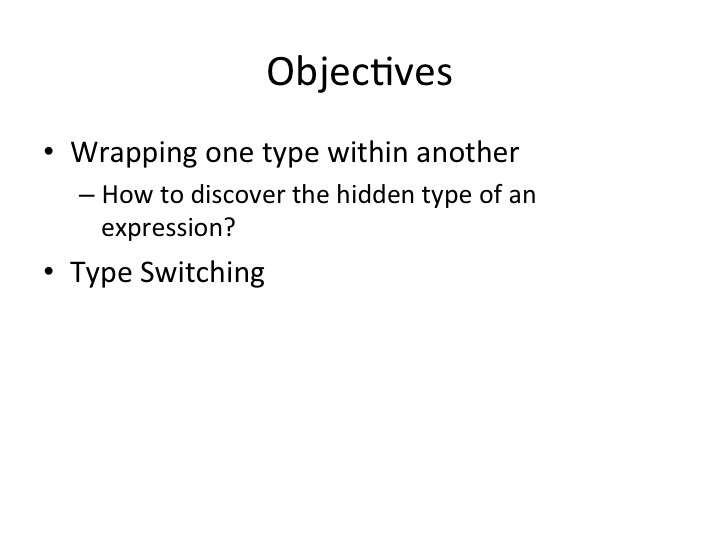 Objectives
• Wrapping one type within another
– How to discover the hidden type of an
expression?
• Type Switching